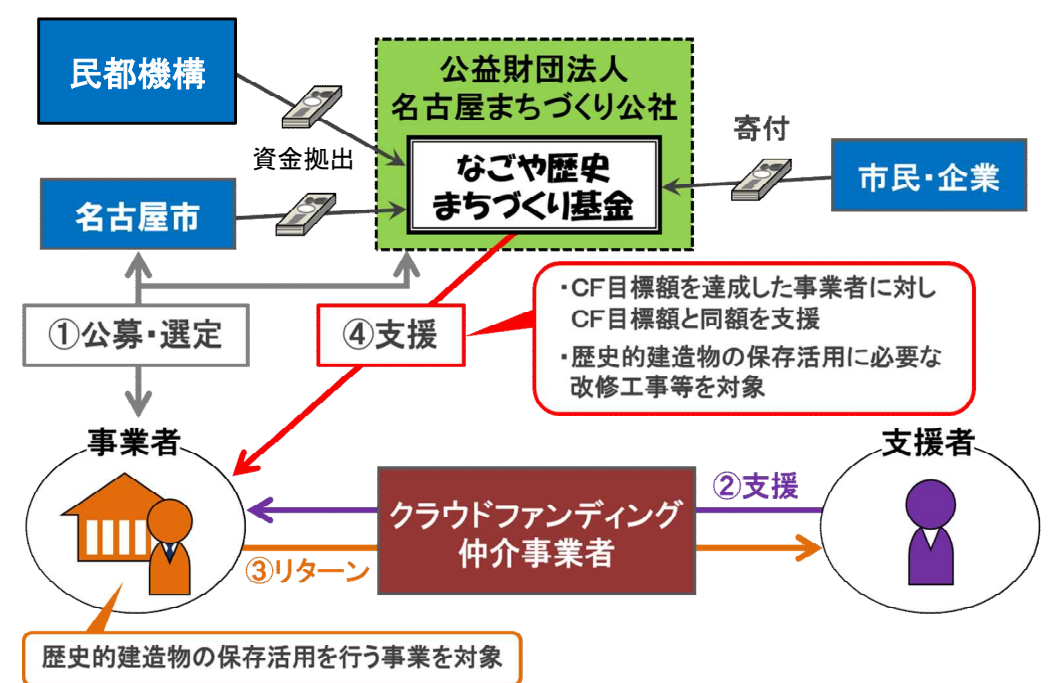 民都機構
公益財団法人
名古屋まちづくり公社
なごや歴史
まちづくり基金
資金拠出
寄付
市民・企業
名古屋市
①公募・選定
④支援
・CF目標額を達成した事業者に対し
CF目標額と同額を支援
・歴史的建造物の保存活用に必要な
改修工事等を対象
事業者
支援者
②支援
クラウドファンディング
仲介事業者
③リターン
歴史的建造物の保存活用を行う事業を対象